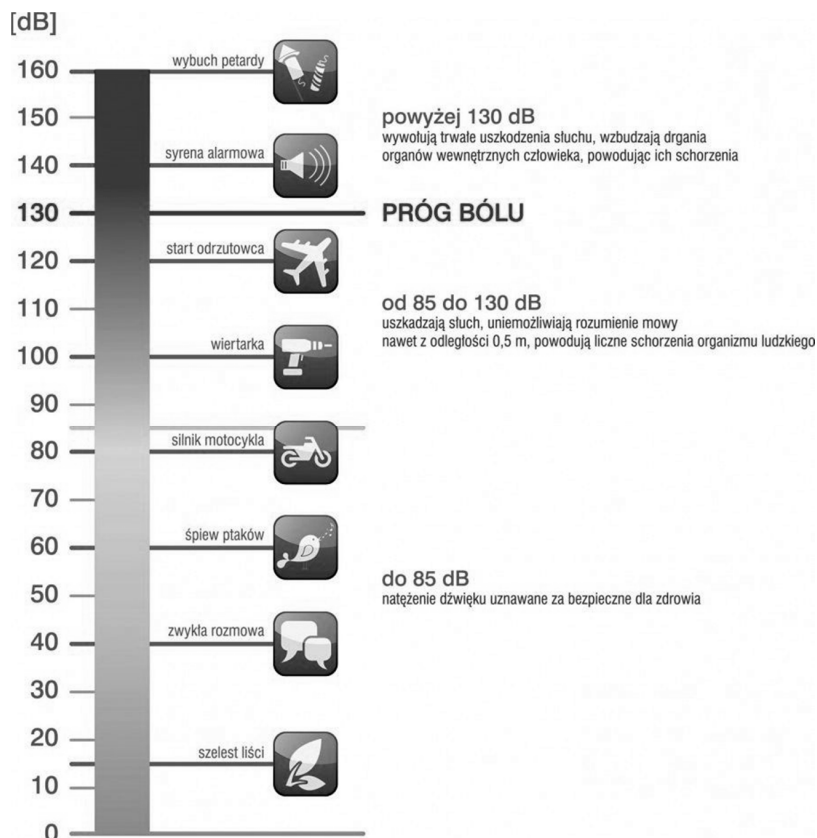 [dB]
160
wybuch petardy
150
powyżej 130 dB
wywołują trwałe uszkodzenia słuchu, wzbudzają drgania
organów wewnętrznych człowieka, powodując ich schorzenia
syrena alarmowa
140
130
PRÓG BÓLU
start odrzutowca
120
110
od 85 do 130 dB
uszkadzają słuch, uniemożliwiają rozumienie mowy
nawet z odległości 0,5 m, powodują liczne schorzenia organizmu ludzkiego
wiertarka
100
90
silnik motocykla
80
70
śpiew ptaków
60
do 85 dB
natężenie dźwięku uznawane za bezpieczne dla zdrowia
50
zwykła rozmowa
40
30
20
szelest liści
10
0